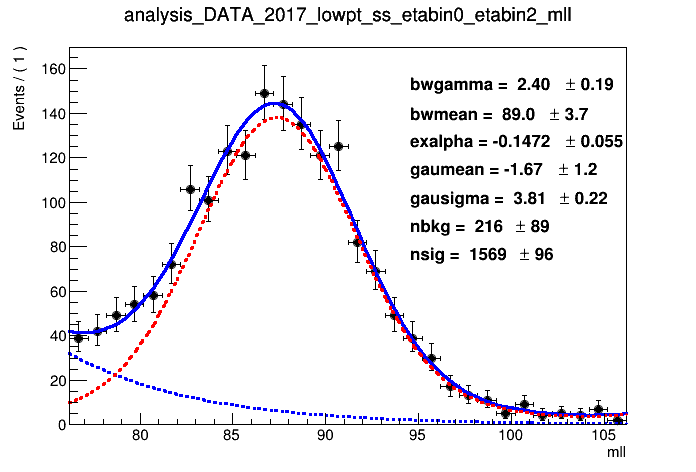 analysis_DATA_2017_lowpt_ss_etabin0_etabin2_mll
Events / ( 1 )
160
140
120
100
80
60
40
20
0
bwgamma = 2.40 ± 0.19
bwmean = 89.0 ± 3.7
exalpha = -0.1472 ± 0.055
gaumean = -1.67 ± 1.2
gausigma = 3.81 ± 0.22
nbkg = 216 ± 89
nsig = 1569 ± 96
80 85 90 95 100 105
mll